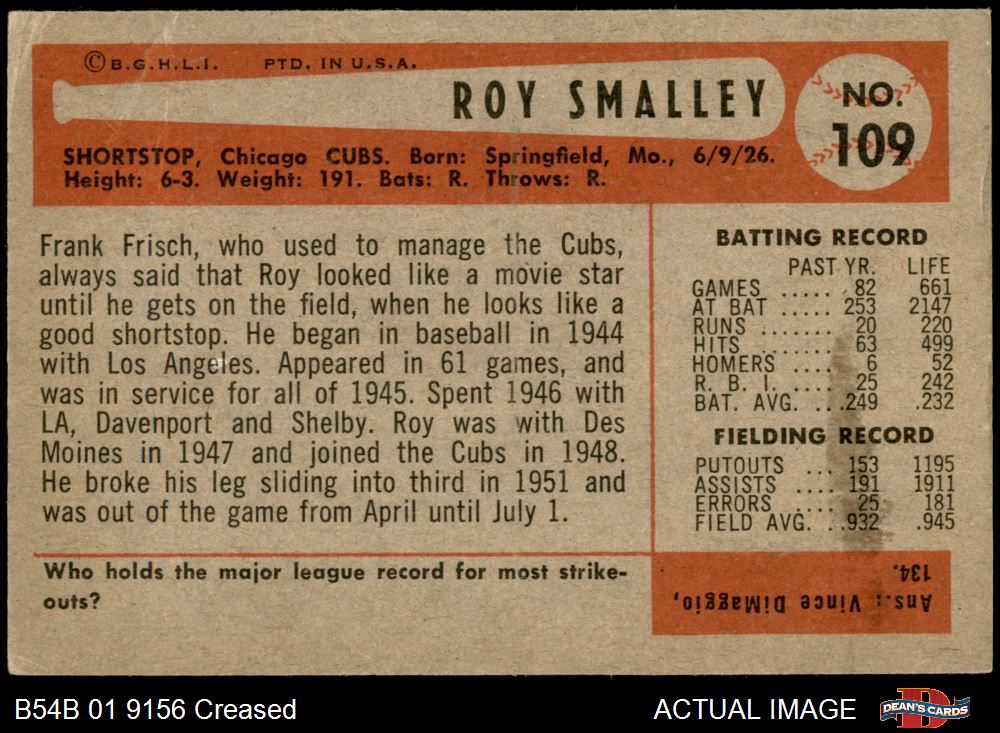 © B.G.H.L.I. PTD. IN U.S.A.
ROY SMALLEY
NO.
109
SHORTSTOP, Chicago CUBS. Born: Springfield, Mo., 6/9/26.
Height: 6-3. Weight: 191. Bats: R. Throws: R.
Frank Frisch, who used to manage the Cubs,
always said that Roy looked like a movie star
until he gets on the field, when he looks like a
good shortstop. He began in baseball in 1944
with Los Angeles. Appeared in 61 games, and
was in service for all of 1945. Spent 1946 with
LA, Davenport and Shelby. Roy was with Des
Moines in 1947 and joined the Cubs in 1948.
He broke his leg sliding into third in 1951 and
was out of the game from April until July 1.
BATTING RECORD
PAST YR. LIFE
GAMES ..... 82 661
AT BAT ..... 253 2147
RUNS ....... 20 220
HITS ........ 63 499
HOMERS .... 6 52
R. B. I. .... 25 242
BAT. AVG. ...249 .232
FIELDING RECORD
PUTOUTS ... 153 1195
ASSISTS .... 191 1911
ERRORS .... 25 181
FIELD AVG. ..932 .945
Who holds the major league record for most strike-
outs?
Ans.: Vince DiMaggio,
134.
B54B 01 9156 Creased
ACTUAL IMAGE
D
DEAN'S CARDS